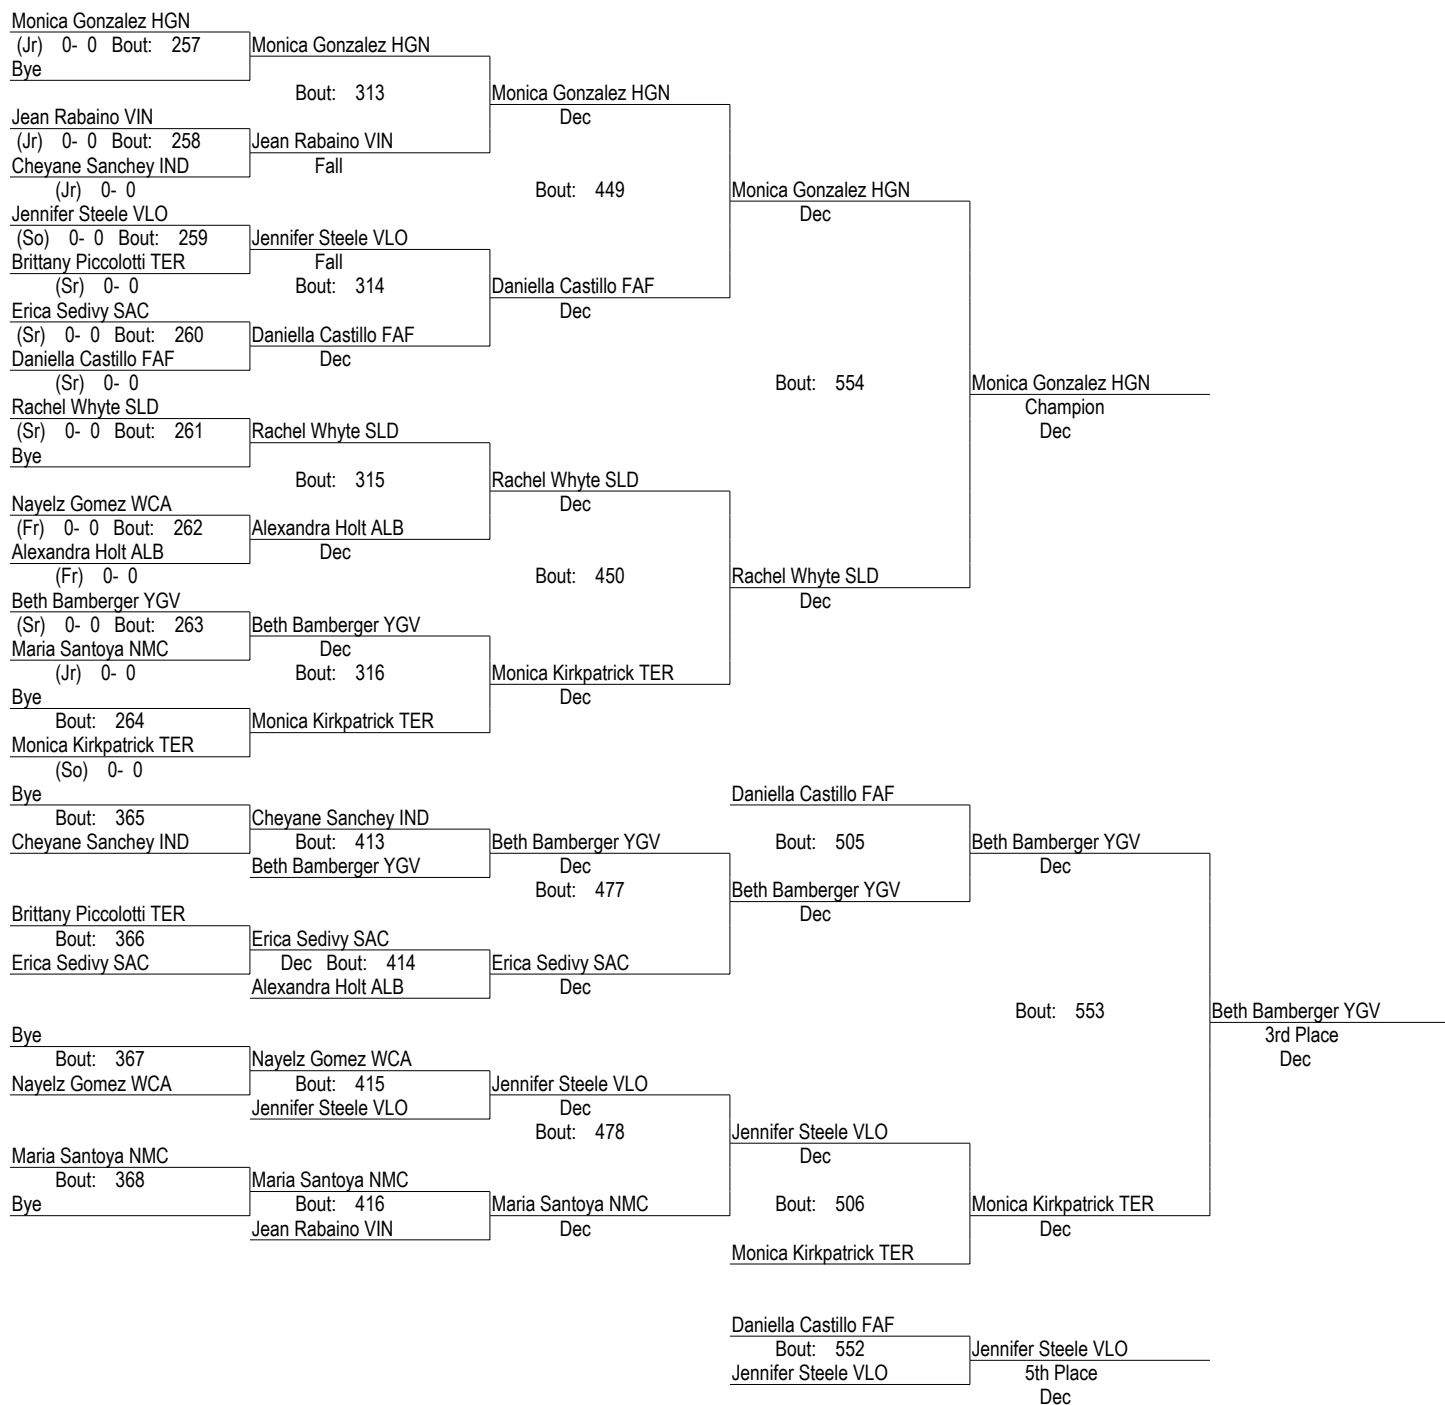 Monica Gonzalez HGN
(Jr) 0- 0 Bout: 257 Monica Gonzalez HGN
Bye
Bout: 313 Monica Gonzalez HGN
Jean Rabaino VIN Dec
(Jr) 0- 0 Bout: 258 Jean Rabaino VIN
Cheyane Sanchey IND Fall
(Jr) 0- 0 Bout: 449 Monica Gonzalez HGN
Jennifer Steele VLO Dec
(So) 0- 0 Bout: 259 Jennifer Steele VLO
Brittany Piccolotti TER Fall
(Sr) 0- 0 Bout: 314 Daniella Castillo FAF
Erica Sedivy SAC Dec
(Sr) 0- 0 Bout: 260 Daniella Castillo FAF
Daniella Castillo FAF Dec
(Sr) 0- 0 Bout: 554 Monica Gonzalez HGN
Rachel Whyte SLD Champion
(Sr) 0- 0 Bout: 261 Rachel Whyte SLD Dec
Bye
Bout: 315 Rachel Whyte SLD
Nayelz Gomez WCA Dec
(Fr) 0- 0 Bout: 262 Alexandra Holt ALB
Alexandra Holt ALB Dec
(Fr) 0- 0 Bout: 450 Rachel Whyte SLD
Beth Bamberger YGV Dec
(Sr) 0- 0 Bout: 263 Beth Bamberger YGV
Maria Santoya NMC Dec
(Jr) 0- 0 Bout: 316 Monica Kirkpatrick TER
Bye Dec
Bout: 264 Monica Kirkpatrick TER
Monica Kirkpatrick TER
(So) 0- 0
Bye Daniella Castillo FAF
Bout: 365 Cheyane Sanchey IND
Cheyane Sanchey IND Bout: 413 Beth Bamberger YGV Bout: 505 Beth Bamberger YGV
Beth Bamberger YGV Dec Dec
Bout: 477 Beth Bamberger YGV
Brittany Piccolotti TER Dec
Bout: 366 Erica Sedivy SAC
Erica Sedivy SAC Dec Bout: 414 Erica Sedivy SAC
Alexandra Holt ALB Dec
Bout: 553 Beth Bamberger YGV
Bye 3rd Place
Bout: 367 Nayelz Gomez WCA Dec
Nayelz Gomez WCA Bout: 415 Jennifer Steele VLO
Jennifer Steele VLO Dec
Bout: 478 Jennifer Steele VLO
Maria Santoya NMC Dec
Bout: 368 Maria Santoya NMC
Bye Bout: 416 Maria Santoya NMC Bout: 506 Monica Kirkpatrick TER
Jean Rabaino VIN Dec Dec
Monica Kirkpatrick TER
Daniella Castillo FAF
Bout: 552 Jennifer Steele VLO
Jennifer Steele VLO 5th Place
Dec